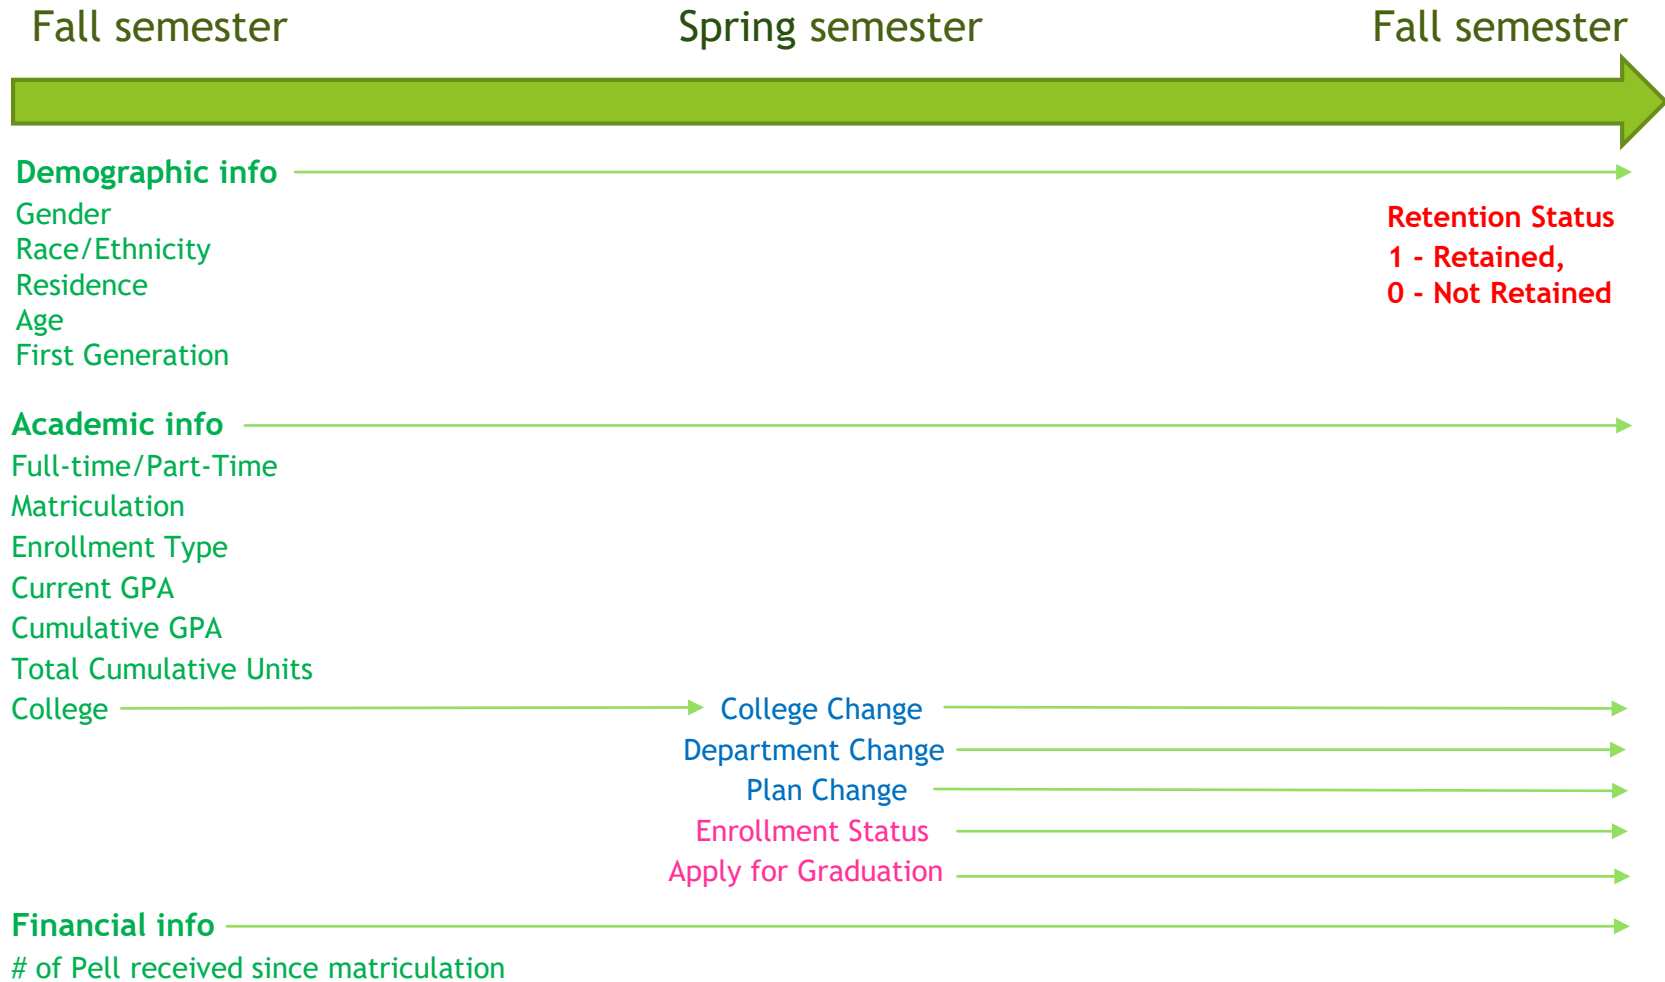 Fall semester
Spring semester
Fall semester
Demographic info
Gender
Race/Ethnicity
Residence
Age
First Generation
Retention Status
1 - Retained,
0 - Not Retained
Academic info
Full-time/Part-Time
Matriculation
Enrollment Type
Current GPA
Cumulative GPA
Total Cumulative Units
College
College Change
Department Change
Plan Change
Enrollment Status
Apply for Graduation
Financial info
# of Pell received since matriculation